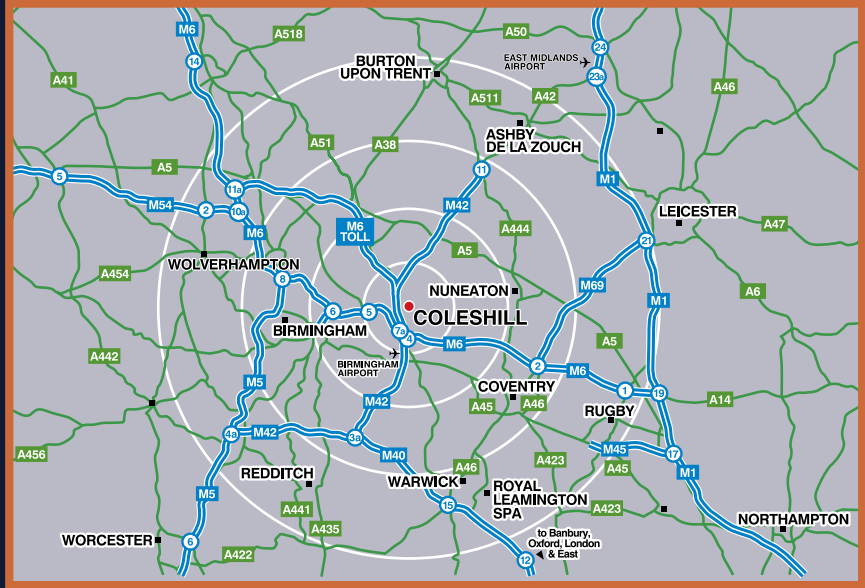 M6
A518
A50
24
14
BURTON
UPON TRENT
EAST MIDLANDS
AIRPORT
23a
A41
A46
A511
A42
A51
A38
ASHBY
DE LA ZOUCH
A5
5
11
M1
11a
M54
2
10a
M42
M6
M6
TOLL
A444
LEICESTER
A47
21
A5
WOLVERHAMPTON
A454
8
NUNEATON
M69
A6
M1
6
5
COLESHILL
BIRMINGHAM
7a
4
M6
A5
A442
BIRMINGHAM
AIRPORT
2
M6
M5
COVENTRY
1
19
A14
M42
A45
A46
RUGBY
4a
M42
3a
A456
M40
M45
17
A423
A46
A45
M1
REDDITCH
WARWICK
M5
ROYAL
LEAMINGTON
SPA
15
A441
A423
A435
NORTHAMPTON
WORCESTER
6
to Banbury,
Oxford, London
& East
A422
12